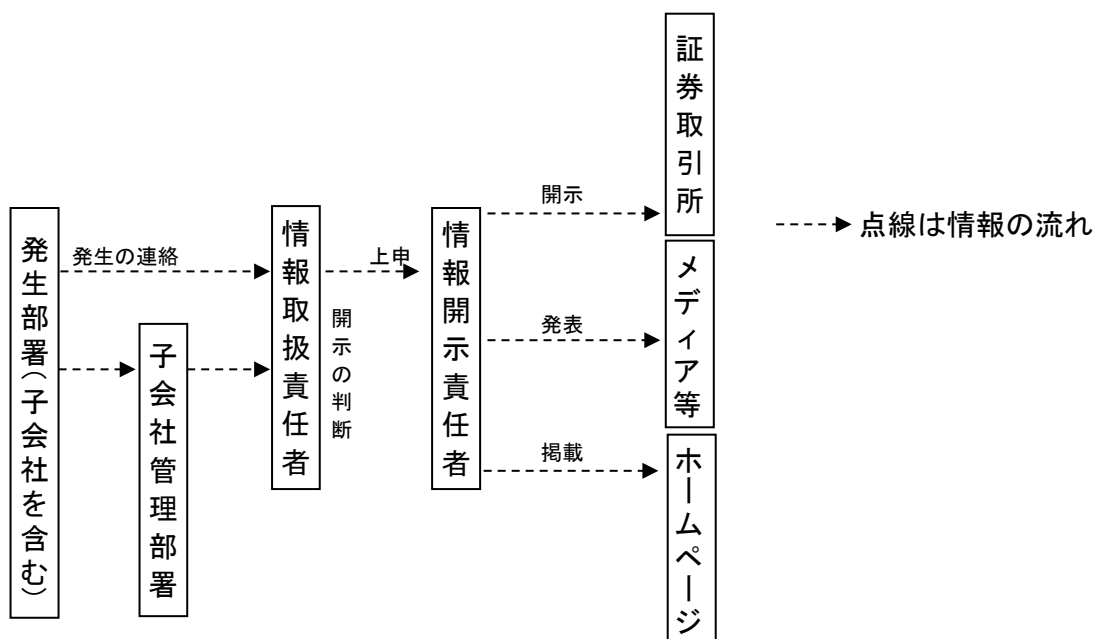 発生部署（子会社を含む）
発生の連絡
子会社管理部署
情報取扱責任者
上申
開示の判断
情報開示責任者
開示
発表
掲載
証券取引所
メディア等
ホームページ
点線は情報の流れ